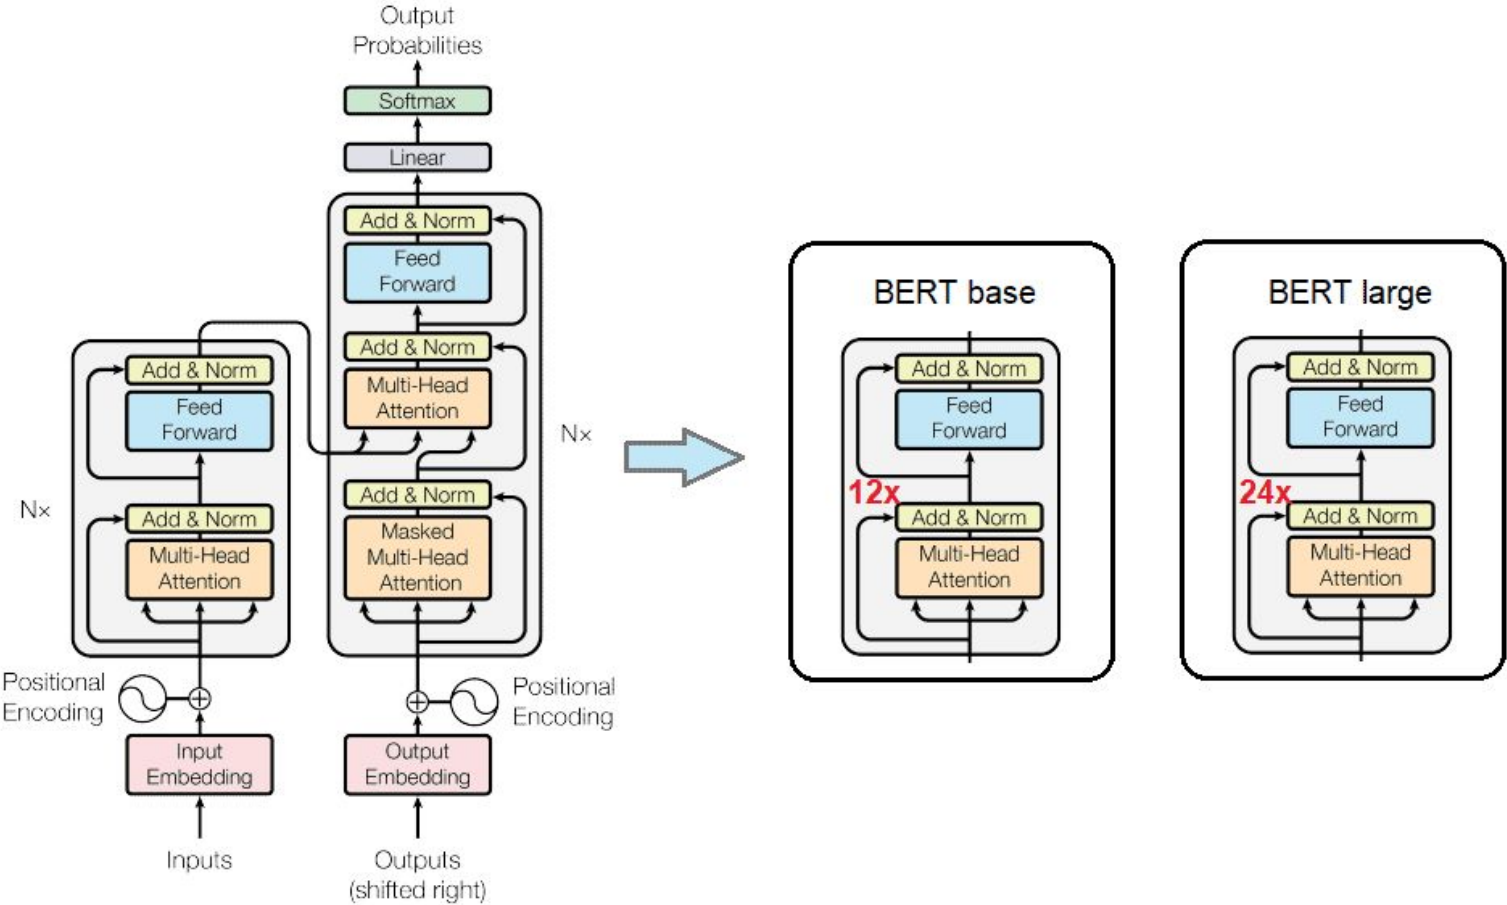 Output
Probabilities
Softmax
Linear
Add & Norm
Feed
Forward
Add & Norm
Multi-Head
Attention
Add & Norm
Masked
Multi-Head
Attention
Nx
Add & Norm
Feed
Forward
Add & Norm
Multi-Head
Attention
Nx
Positional
Encoding
Input
Embedding
Inputs
Positional
Encoding
Output
Embedding
Outputs
(shifted right)
BERT base
Add & Norm
Feed
Forward
12x
Add & Norm
Multi-Head
Attention
BERT large
Add & Norm
Feed
Forward
24x
Add & Norm
Multi-Head
Attention